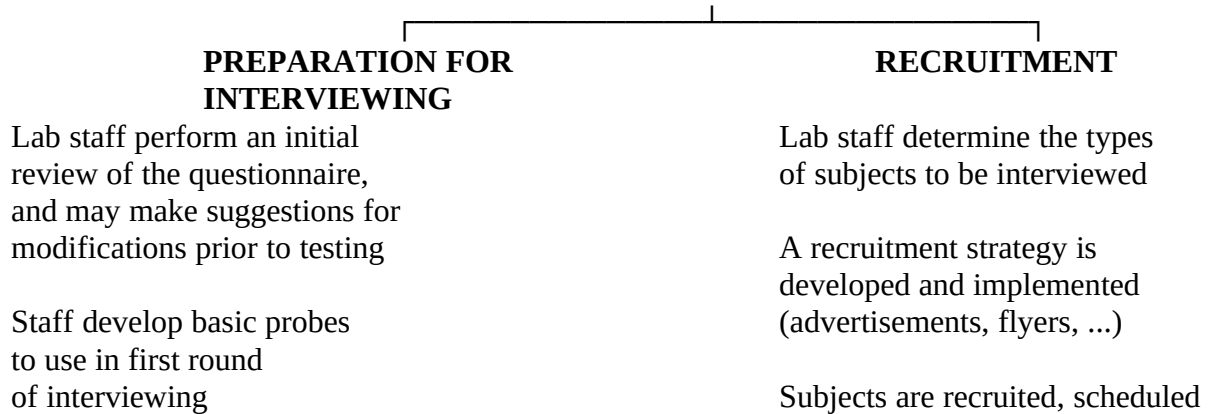 PREPARATION FOR
INTERVIEWING
Lab staff perform an initial
review of the questionnaire,
and may make suggestions for
modifications prior to testing
Staff develop basic probes
to use in first round
of interviewing
RECRUITMENT
Lab staff determine the types
of subjects to be interviewed
A recruitment strategy is
developed and implemented
(advertisements, flyers, ...)
Subjects are recruited, scheduled